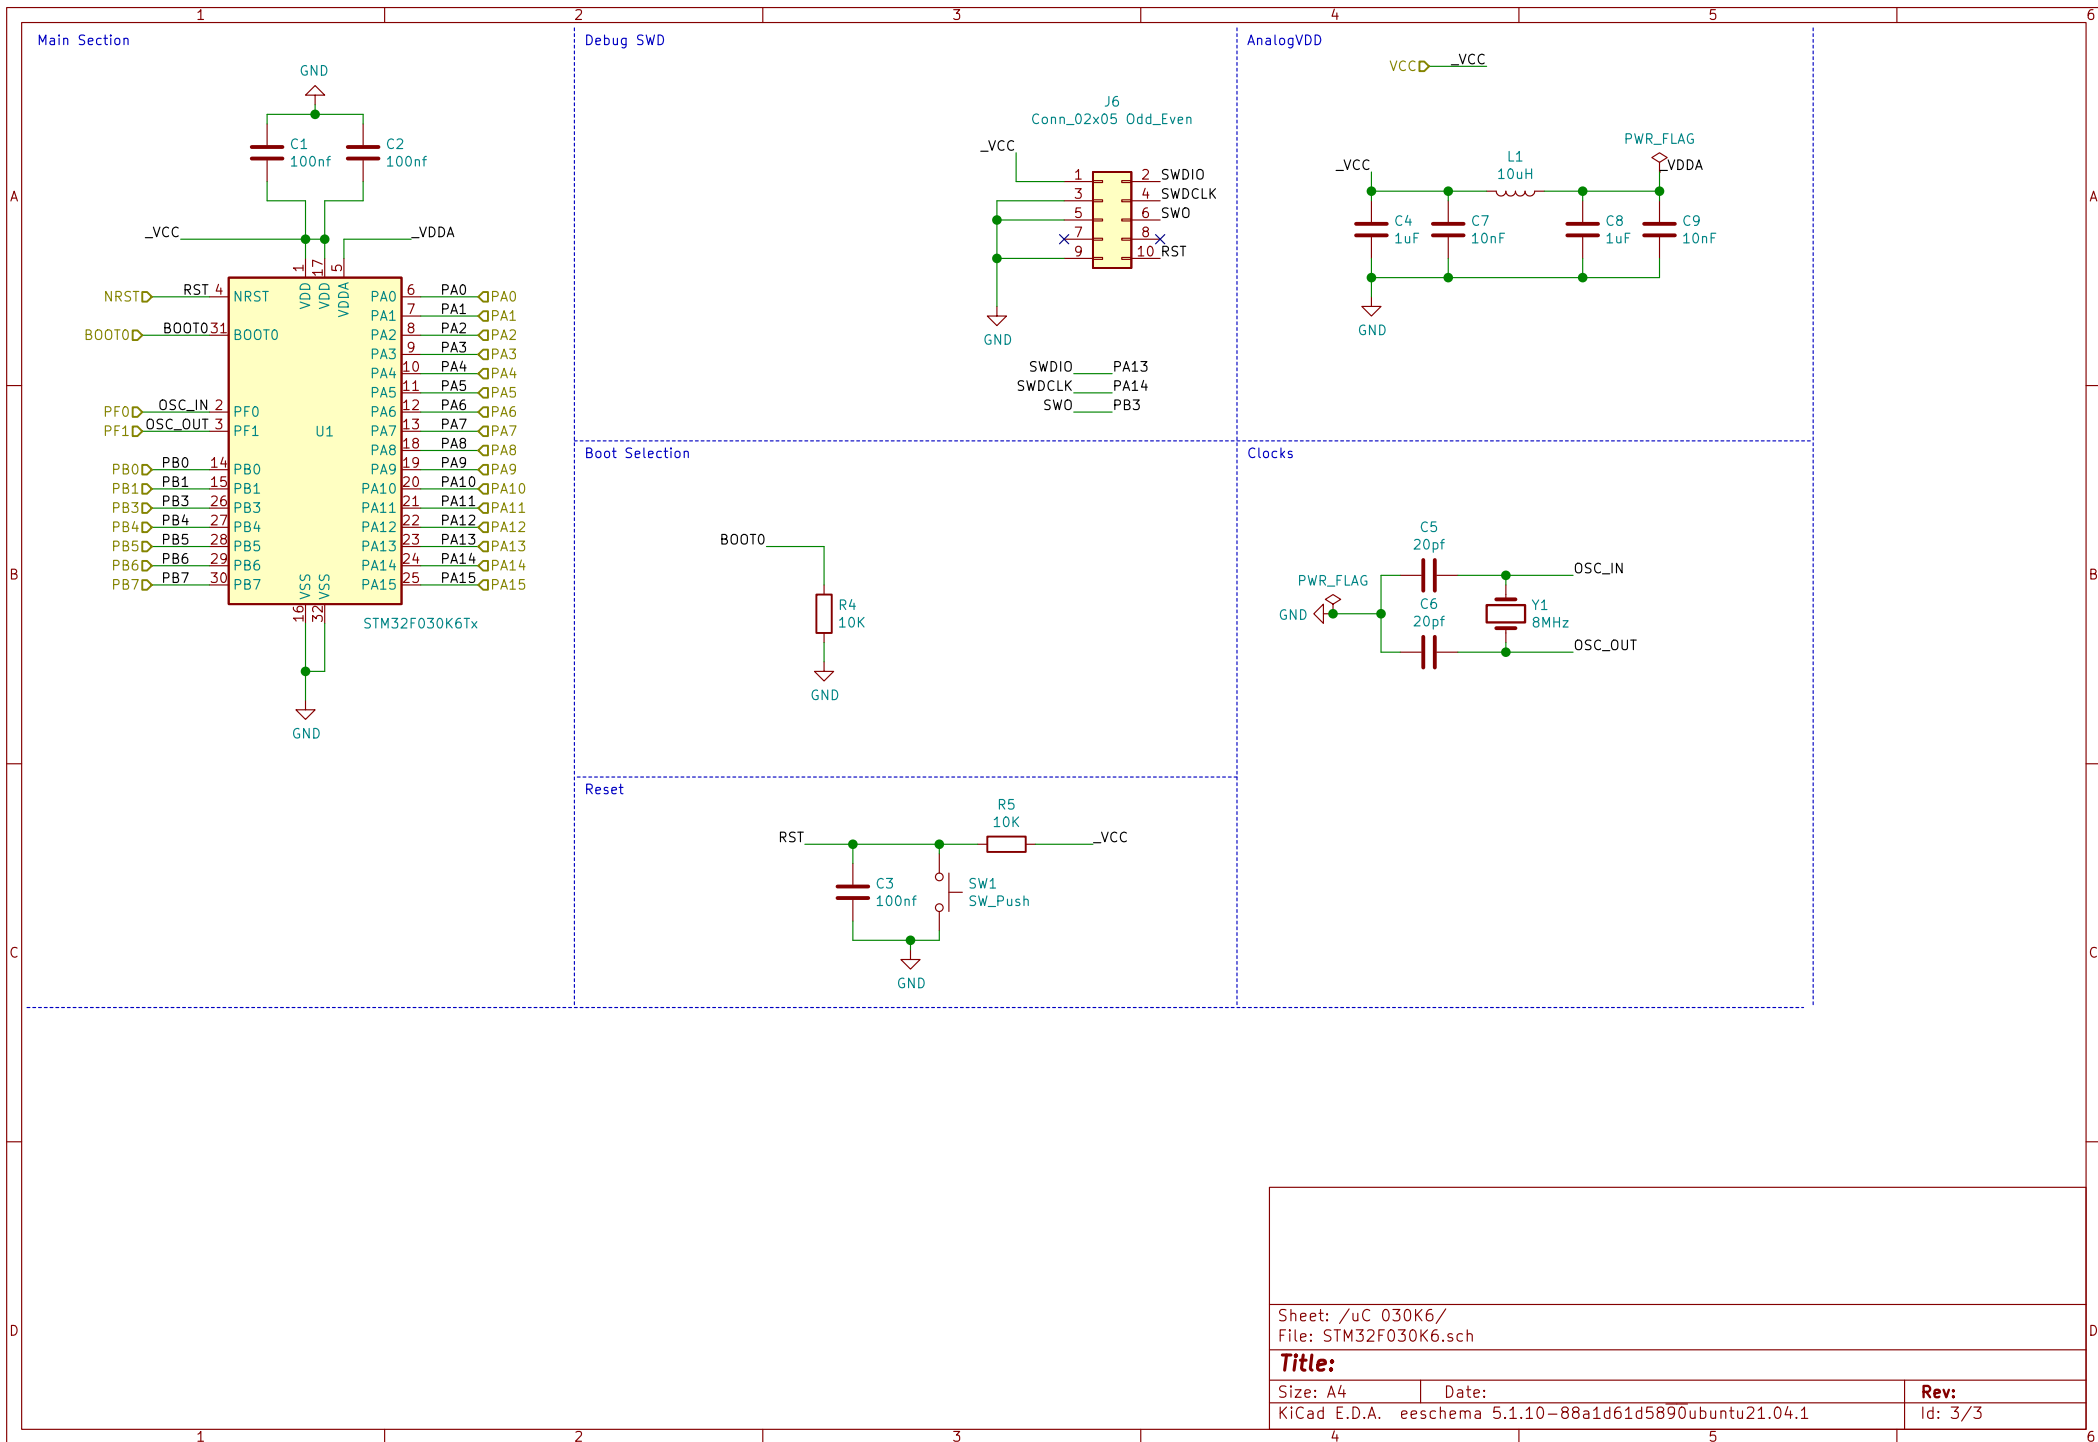 1 2 3 4 5 6
A
B
C
D
A
B
C
D
1 2 3 4 5 6
Main Section
GND
C1
100nf
C2
100nf
_VCC
_VDDA
1
17
5
VDD
VDD
VDDA
NRST RST 4 NRST
BOOT0 BOOT0 31 BOOT0
PF0 OSC_IN 2 PF0
PF1 OSC_OUT 3 PF1
U1
PB0 PB0 14 PB0
PB1 PB1 15 PB1
PB3 PB3 26 PB3
PB4 PB4 27 PB4
PB5 PB5 28 PB5
PB6 PB6 29 PB6
PB7 PB7 30 PB7
PA0 6 PA0 PA0
PA1 7 PA1 PA1
PA2 8 PA2 PA2
PA3 9 PA3 PA3
PA4 10 PA4 PA4
PA5 11 PA5 PA5
PA6 12 PA6 PA6
PA7 13 PA7 PA7
PA8 18 PA8 PA8
PA9 19 PA9 PA9
PA10 20 PA10 PA10
PA11 21 PA11 PA11
PA12 22 PA12 PA12
PA13 23 PA13 PA13
PA14 24 PA14 PA14
PA15 25 PA15 PA15
VSS
VSS
16
32
STM32F030K6Tx
GND
Debug SWD
J6
Conn_02x05 Odd_Even
_VCC
1 2 SWDIO
3 4 SWDCLK
5 6 SWO
7 8
9 10 RST
GND
SWDIO PA13
SWDCLK PA14
SWO PB3
Boot Selection
BOOT0
R4
10K
GND
Reset
R5
10K
RST
_VCC
C3
100nf
SW1
SW_Push
GND
AnalogVDD
VCC _VCC
PWR_FLAG
_VCC
L1
10uH
_VDDA
C4
1uF
C7
10nF
C8
1uF
C9
10nF
GND
Clocks
C5
20pf
OSC_IN
PWR_FLAG
GND
C6
20pf
Y1
8MHz
OSC_OUT
Sheet: /uC 030K6/
File: STM32F030K6.sch
Title:
Size: A4 Date: Rev:
KiCad E.D.A. eeschema 5.1.10-88a1d61d5890ubuntu21.04.1 Id: 3/3